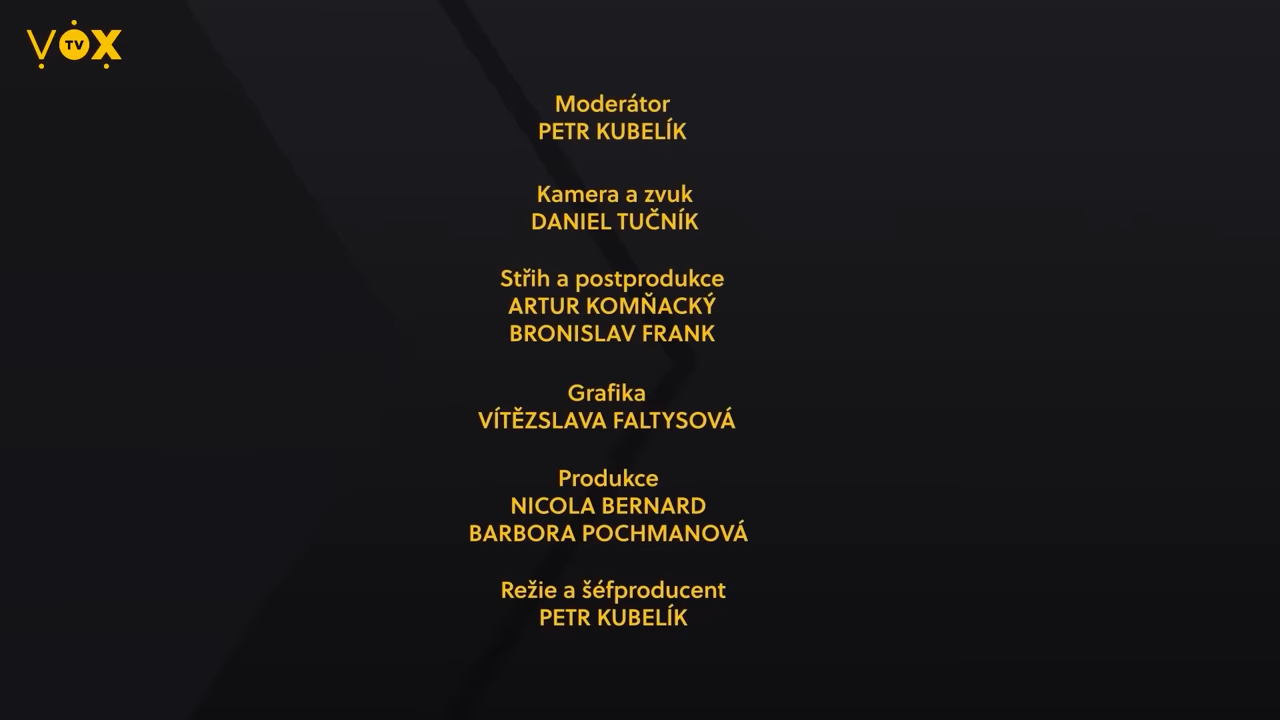 VOX
TV
Moderátor
PETR KUBELÍK
Kamera a zvuk
DANIEL TUČNÍK
Střih a postprodukce
ARTUR KOMŇACKÝ
BRONISLAV FRANK
Grafika
VÍTĚZSLAVA FALTYSOVÁ
Produkce
NICOLA BERNARD
BARBORA POCHMANOVÁ
Režie a šéfproducent
PETR KUBELÍK